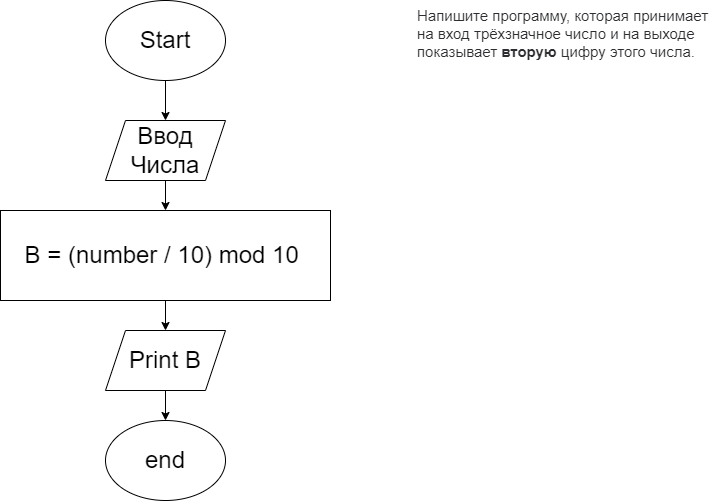 Start
Ввод
Числа
B = (number / 10) mod 10
Print B
end
Напишите программу, которая принимает
на вход трёхзначное число и на выходе
показывает вторую цифру этого числа.